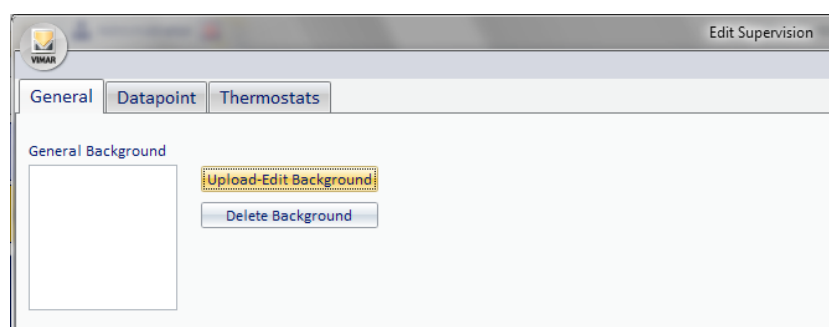 Edit Supervision
VIMAR
General Datapoint Thermostats
General Background
Upload-Edit Background
Delete Background